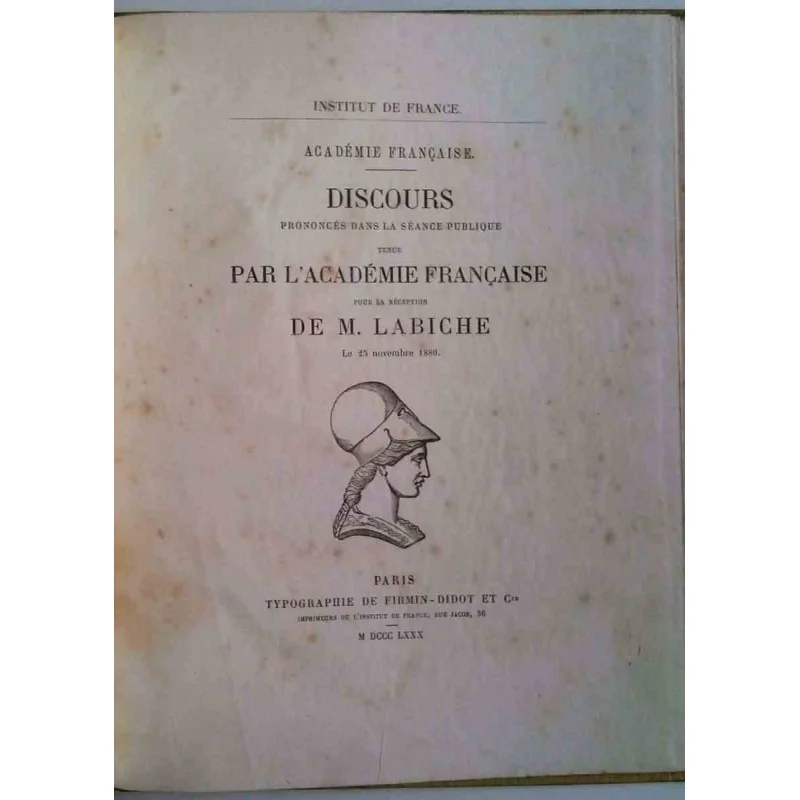 INSTITUT DE FRANCE.
ACADÉMIE FRANÇAISE.
DISCOURS
PRONONCÉS DANS LA SÉANCE PUBLIQUE
TENUE
PAR L'ACADÉMIE FRANÇAISE
POUR LA RÉCEPTION
DE M. LABICHE
Le 25 novembre 1880.
PARIS
TYPOGRAPHIE DE FIRMIN-DIDOT ET Cie
IMPRIMEURS DE L'INSTITUT DE FRANCE, RUE JACOB, 56
M DCCC LXXX